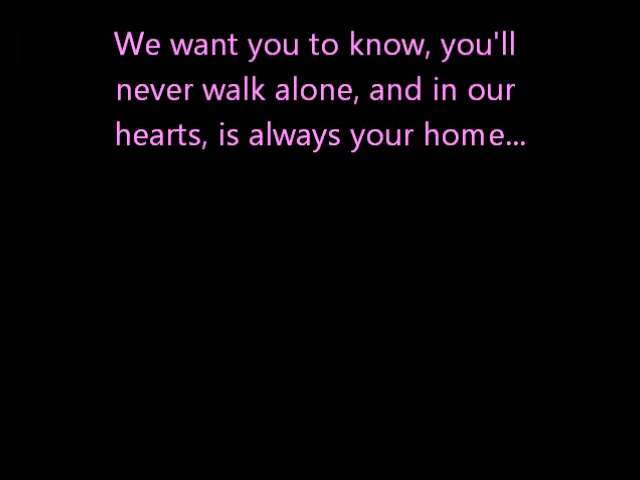 We want you to know, you'll
never walk alone, and in our
hearts, is always your home...